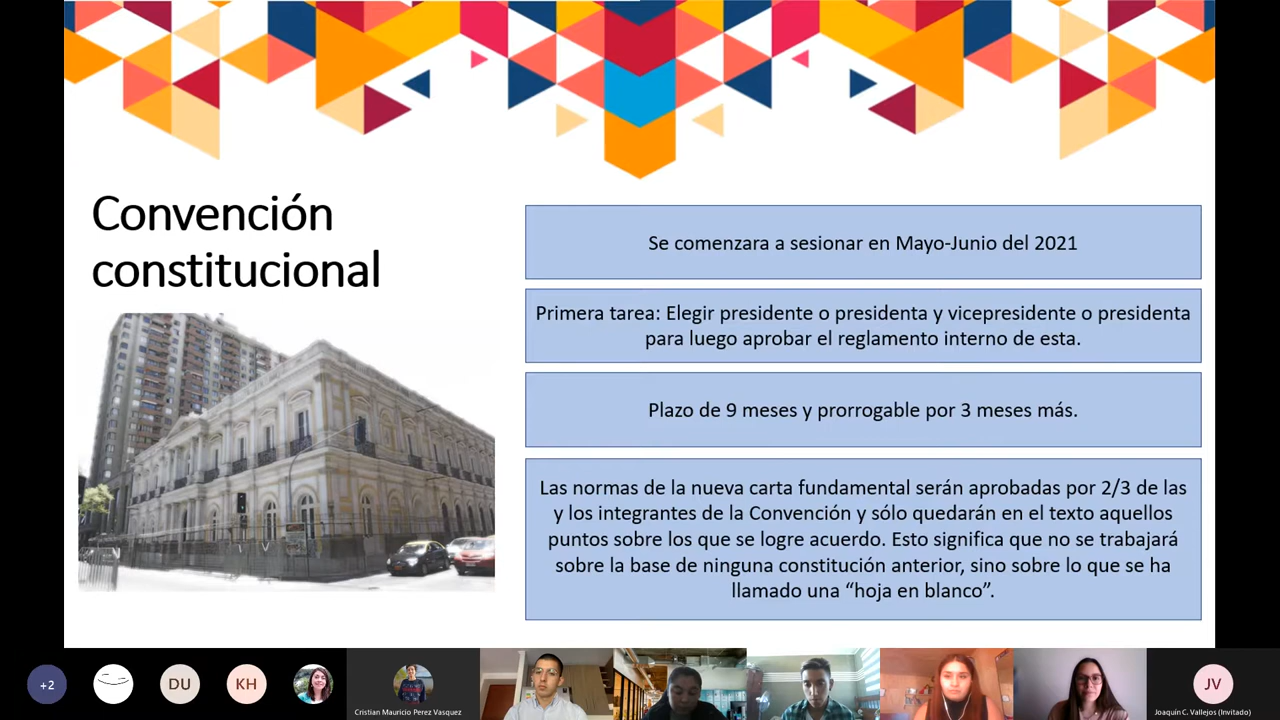 Convención
constitucional
Se comenzara a sesionar en Mayo-Junio del 2021
Primera tarea: Elegir presidente o presidenta y vicepresidente o presidenta
para luego aprobar el reglamento interno de esta.
Plazo de 9 meses y prorrogable por 3 meses más.
Las normas de la nueva carta fundamental serán aprobadas por 2/3 de las
y los integrantes de la Convención y sólo quedarán en el texto aquellos
puntos sobre los que se logre acuerdo. Esto significa que no se trabajará
sobre la base de ninguna constitución anterior, sino sobre lo que se ha
llamado una “hoja en blanco”.
+2
DU
KH
Cristian Mauricio Perez Vasquez
JV
Joaquín C. Vallejos (Invitado)